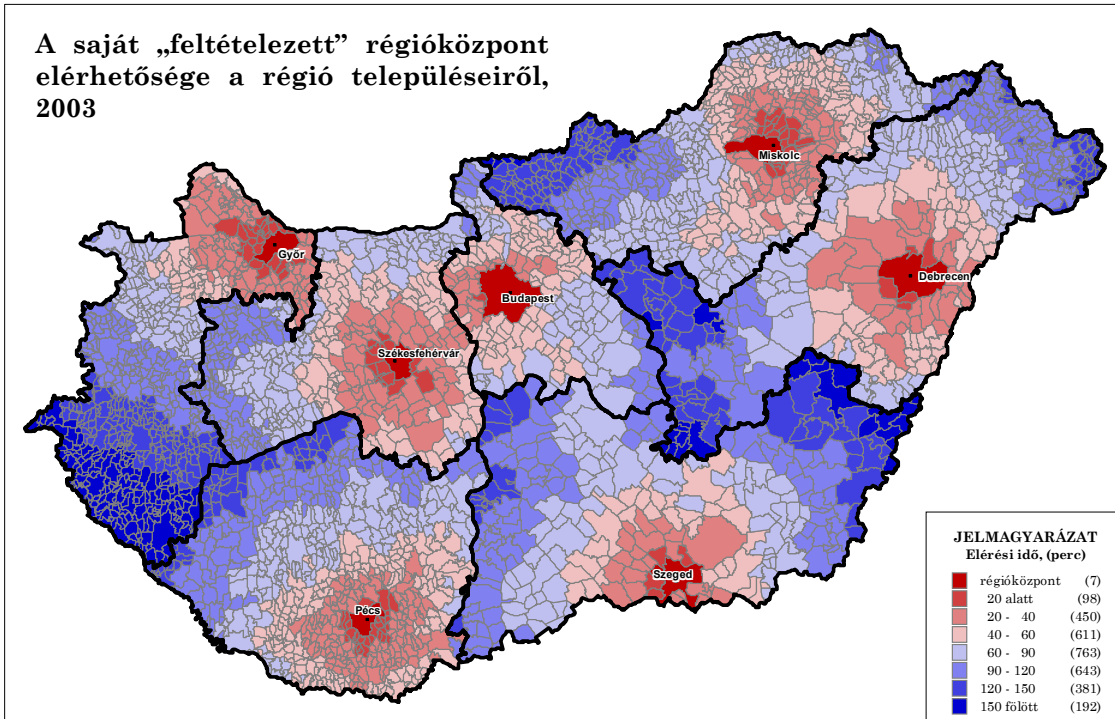 A saját „feltételezett” régióközpont
elérhetősége a régió településeiről,
2003
Miskolc
Győr
Debrecen
Budapest
Székesfehérvár
Szeged
Pécs
JELMAGYARÁZAT
Elérési idő, (perc)
régióközpont (7)
20 alatt (98)
20 - 40 (450)
40 - 60 (611)
60 - 90 (763)
90 - 120 (643)
120 - 150 (381)
150 fölött (192)